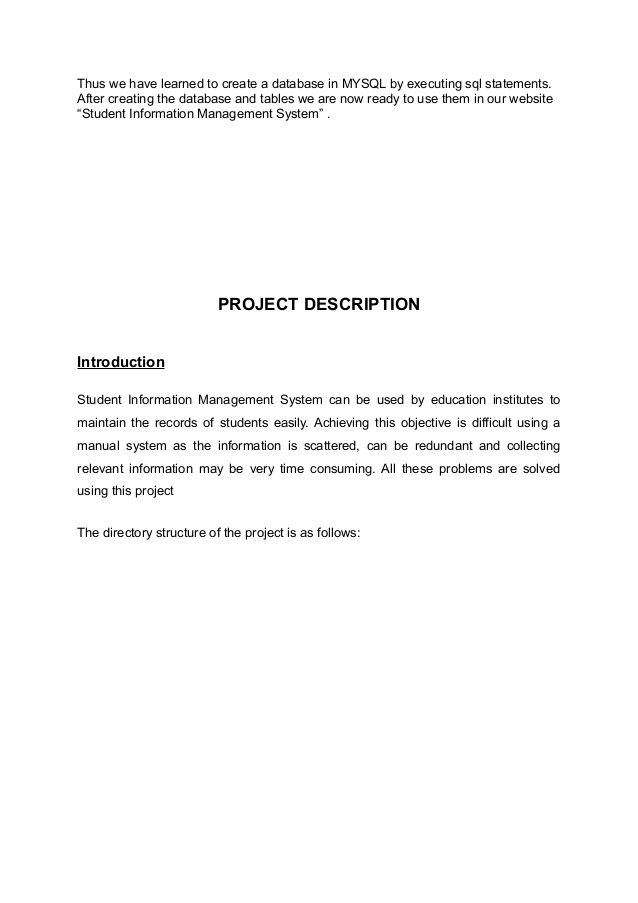 Thus we have learned to create a database in MYSQL by executing sql statements.
After creating the database and tables we are now ready to use them in our website
“Student Information Management System” .
PROJECT DESCRIPTION
Introduction
Student Information Management System can be used by education institutes to
maintain the records of students easily. Achieving this objective is difficult using a
manual system as the information is scattered, can be redundant and collecting
relevant information may be very time consuming. All these problems are solved
using this project
The directory structure of the project is as follows: